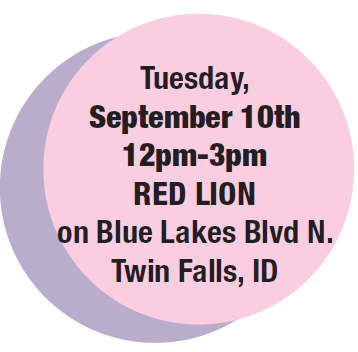 Tuesday,
September 10th
12pm-3pm
RED LION
on Blue Lakes Blvd N.
Twin Falls, ID